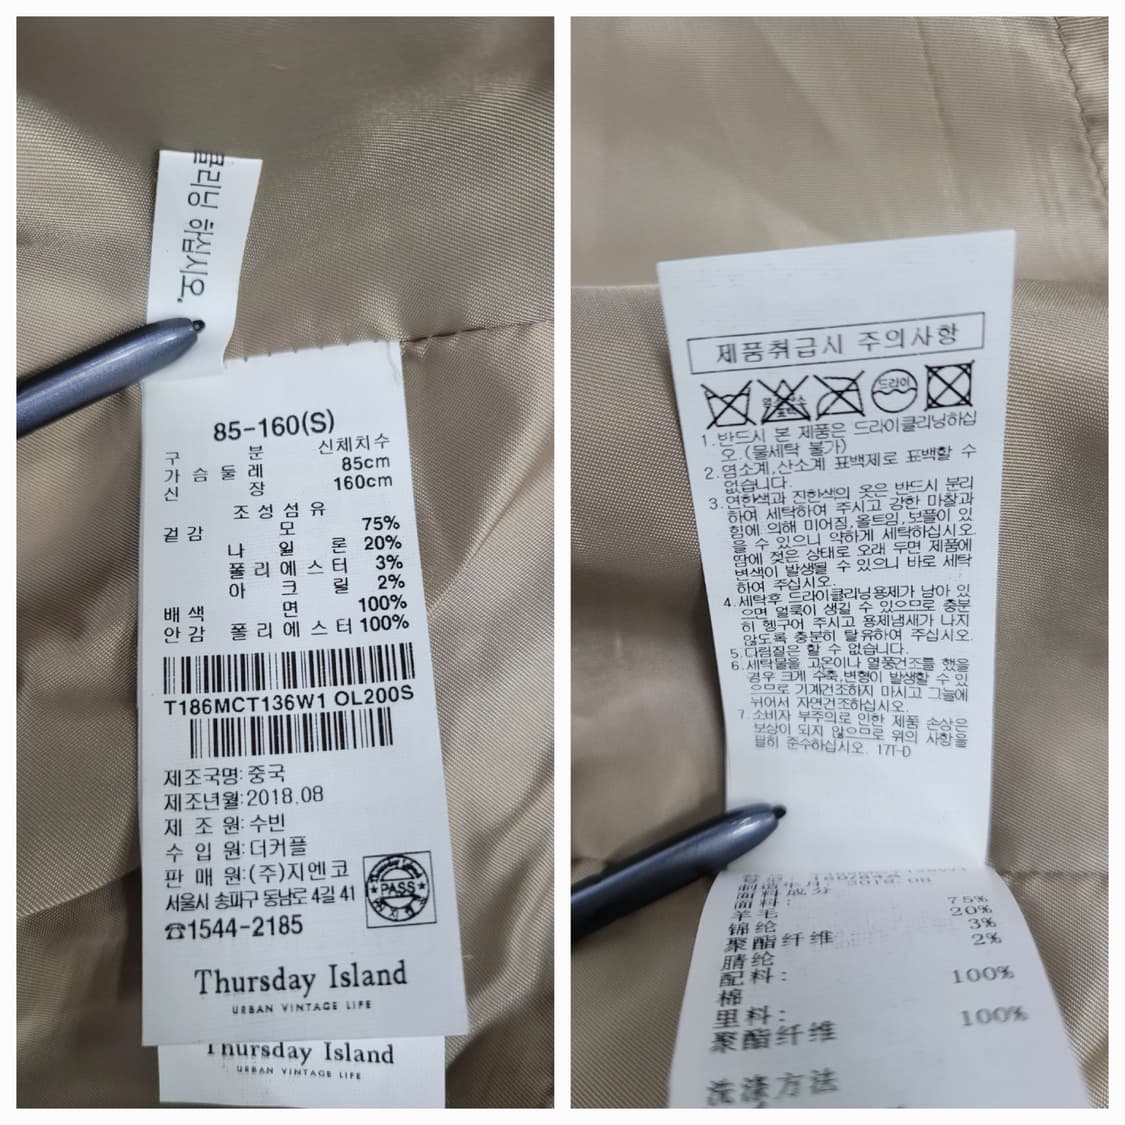 클리닝 하십시오.
85-160(S)
구 분 신체치수
가슴둘레 85cm
신 장 160cm
조성섬유
겉감 모 75%
나 일 론 20%
폴리에스터 3%
아 크 릴 2%
배색 면 100%
안감 폴리에스터 100%
T186MCT136W1 OL200S
제조국명: 중국
제조년월:2018.08
제 조 원: 수빈
수 입 원: 더커플
판 매 원:(주)지엔코
서울시 송파구 동남로 4길 41
☎1544-2185
Thursday Island
PASS
Thursday Island
URBAN VINTAGE LIFE
Thursday Island
URBAN VINTAGE LIFE
제품취급시 주의사항
드라이
1.반드시 본 제품은 드라이클리닝하십
오.(물세탁 불가)
2.염소계,산소계 표백제로 표백할 수
없습니다.
3.연한색과 진한색의 옷은 반드시 분리
하여 세탁하여 주시고 강한 마찰과
힘에 의해 미어짐,올트임,보플이 있
을 수 있으니 약하게 세탁하십시오.
땀에 젖은 상태로 오래 두면 제품에
변색이 발생될 수 있으니 바로 세탁
하여 주십시오.
4.세탁후 드라이클리닝용제가 남아 있
으면 얼룩이 생길 수 있으므로 충분
히 헹구어 주시고 용제냄새가 나지
않도록 충분히 탈유하여 주십시오.
5.다림질은 할 수 없습니다.
6.세탁물을 고온이나 열풍건조를 했을
경우 크게 수축,변형이 발생할 수 있
으므로 기계건조하지 마시고 그늘에
뉘어서 자연건조하십시오.
7.소비자 부주의로 인한 제품 손상은
보상이 되지 않으므로 위의 사항을
필히 준수하십시오. 17T-D
制造年月: 2018.08
面料成分
面料: 75%
羊毛 20%
锦纶 3%
聚酯纤维 2%
腈纶
配料: 100%
棉
里料: 100%
聚酯纤维
洗涤方法